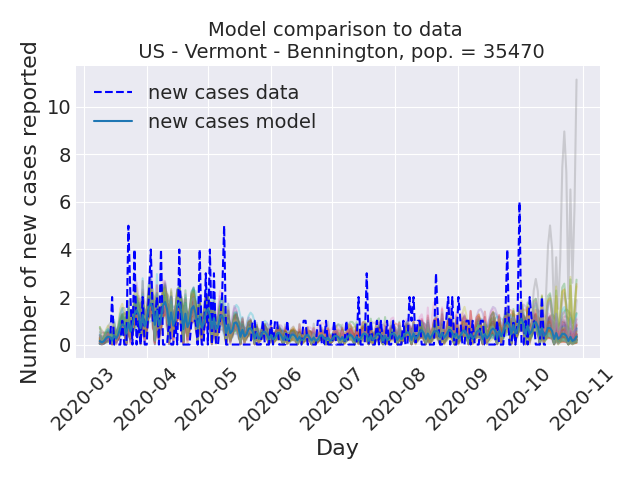 Model comparison to data
US - Vermont - Bennington, pop. = 35470
new cases data
new cases model
Number of new cases reported
10
8
6
4
2
0
2020-03
2020-04
2020-05
2020-06
2020-07
2020-08
2020-09
2020-10
2020-11
Day